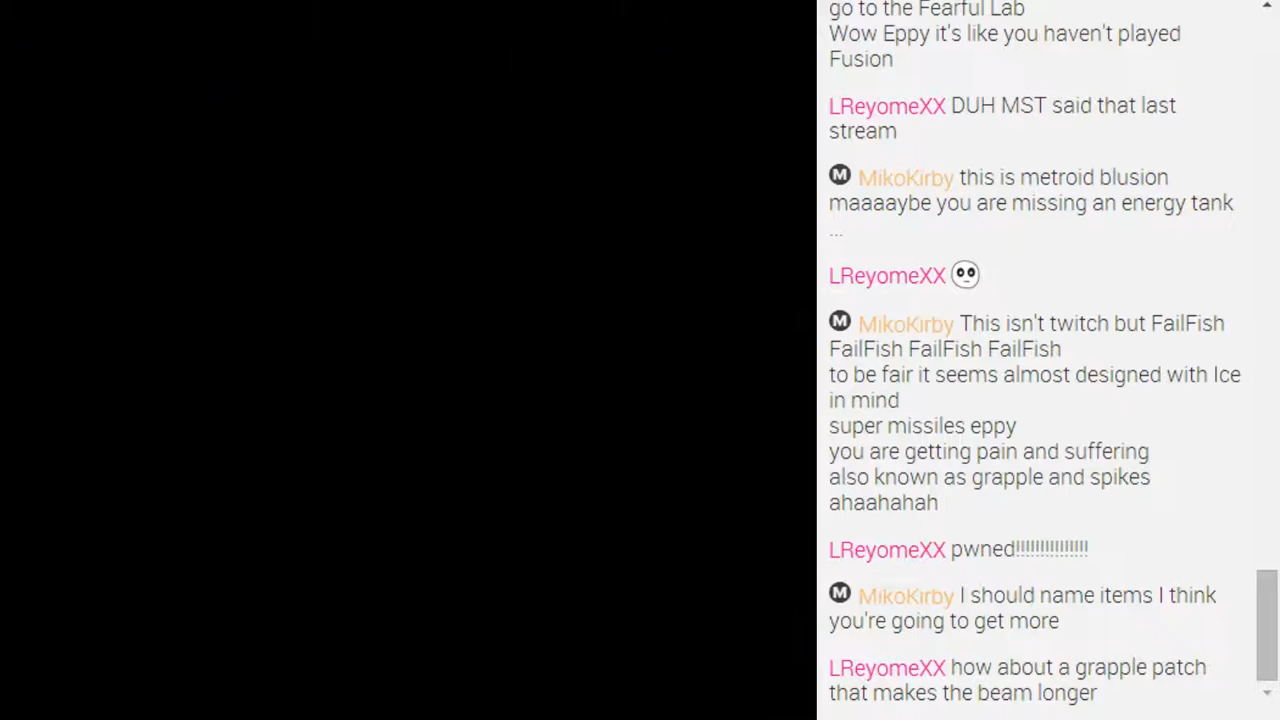 go to the Fearful Lab
Wow Eppy it's like you haven't played
Fusion
LReyomeXX DUH MST said that last
stream
M MikoKirby this is metroid blusion
maaaaybe you are missing an energy tank
...
LReyomeXX
M MikoKirby This isn't twitch but FailFish
FailFish FailFish FailFish
to be fair it seems almost designed with Ice
in mind
super missiles eppy
you are getting pain and suffering
also known as grapple and spikes
ahaahahah
LReyomeXX pwned!!!!!!!!!!!!!!!
M MikoKirby I should name items I think
you're going to get more
LReyomeXX how about a grapple patch
that makes the beam longer